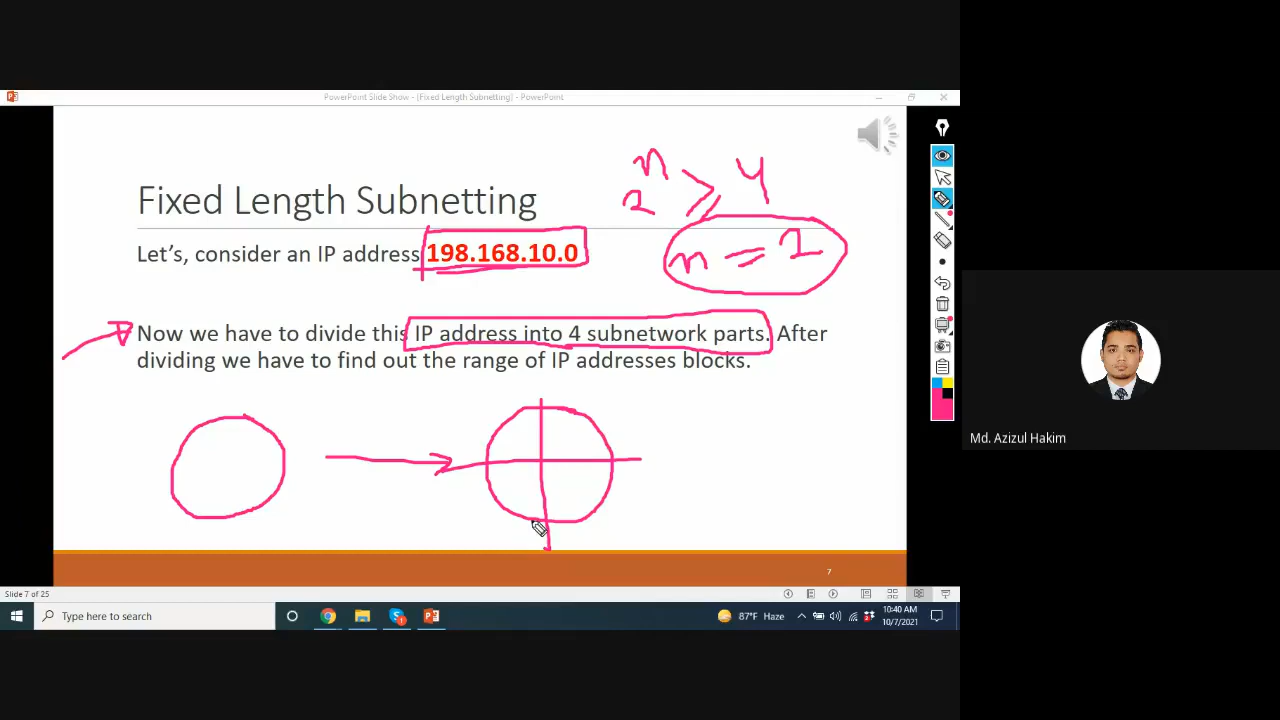 PowerPoint Slide Show - [Fixed Length Subnetting] - PowerPoint
Fixed Length Subnetting
2^n ≥ 4
n = 2
Let's, consider an IP address 198.168.10.0
Now we have to divide this IP address into 4 subnetwork parts. After
dividing we have to find out the range of IP addresses blocks.
Md. Azizul Hakim
7
Slide 7 of 25
Type here to search
87°F Haze
10:40 AM
10/7/2021